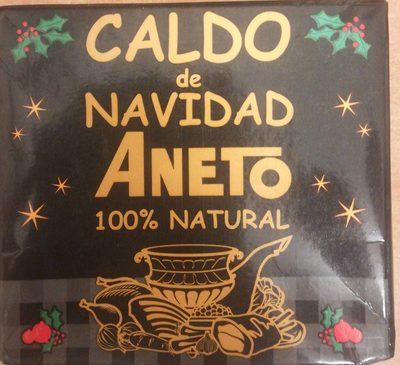 CALDO
de
NAVIDAD
ANETO
100% NATURAL